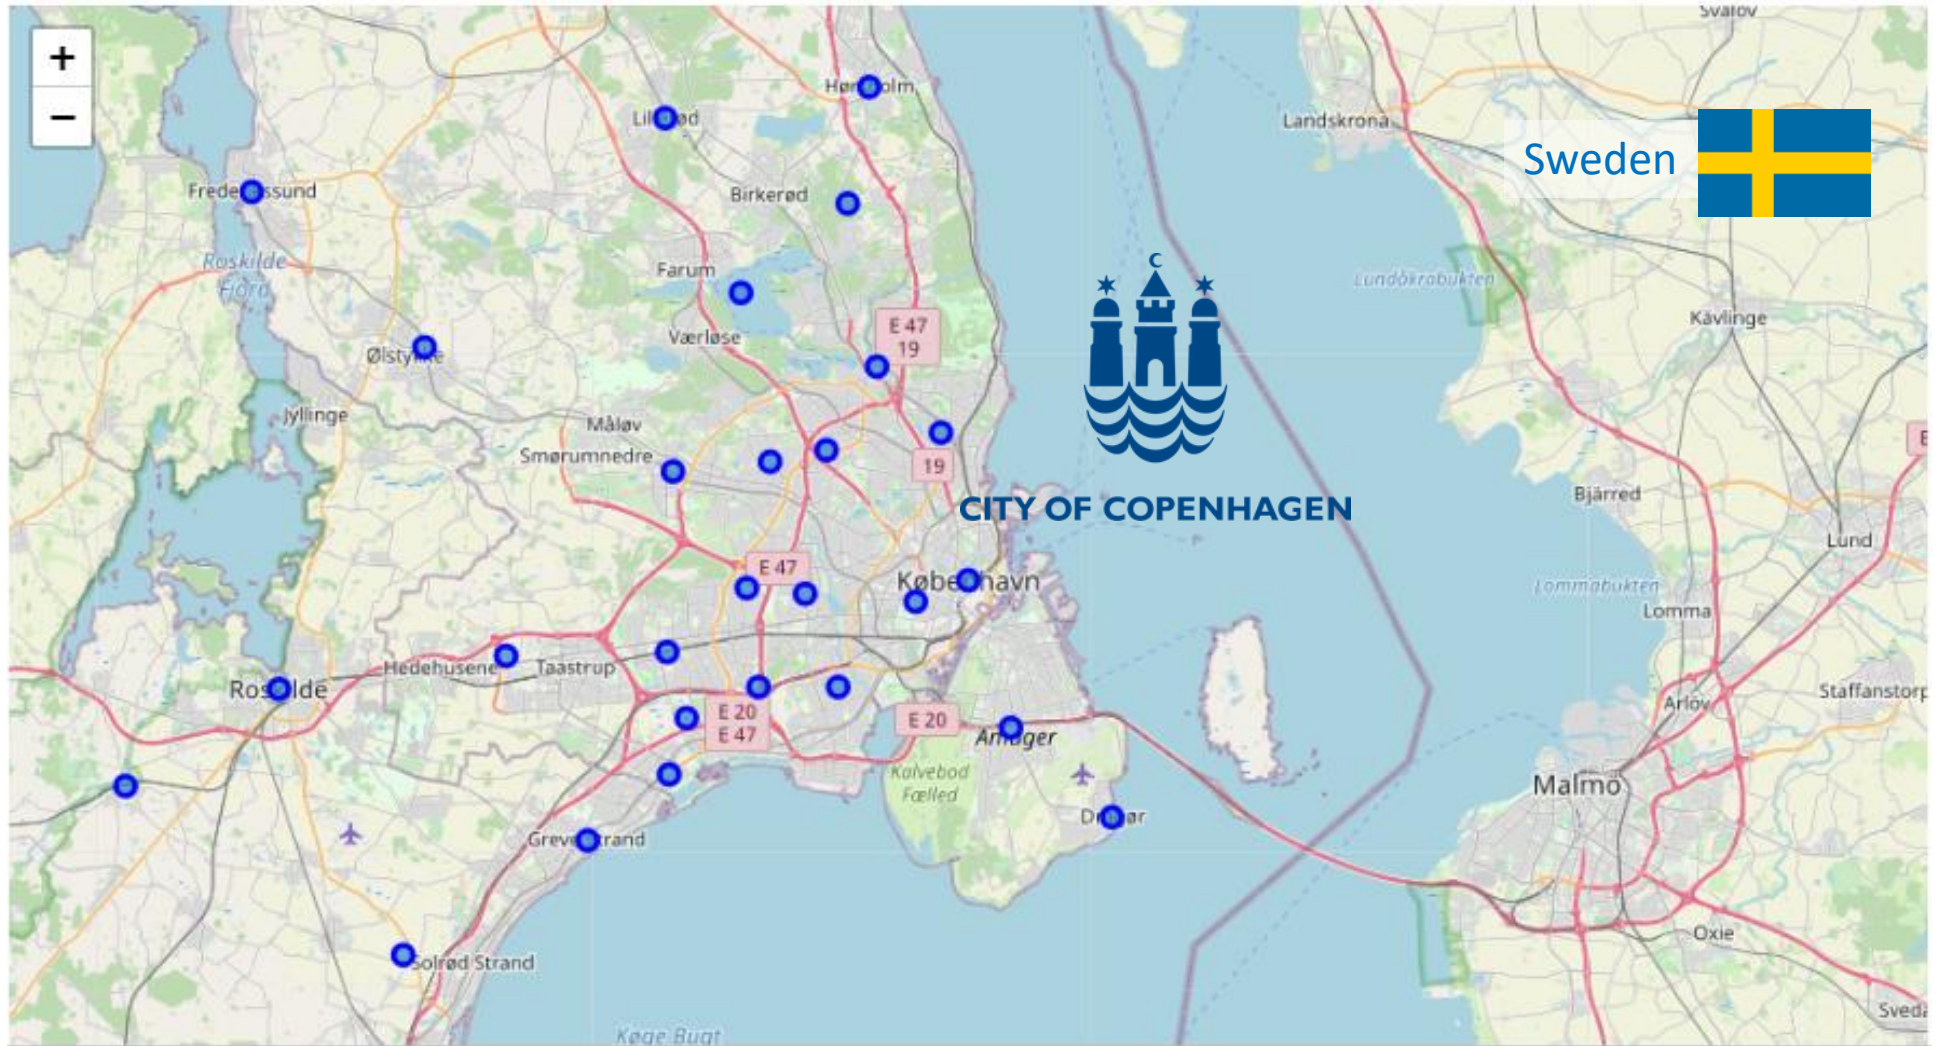 +
−
Svalöv
Hørsholm
Lillerød
Landskrona
Sweden
Frederikssund
Birkerød
Roskilde
Fjord
Farum
Lundåkrabukten
Kävlinge
E 47
19
Værløse
Ølstykke
Jyllinge
Måløv
Smørumnedre
19
Bjärred
CITY OF COPENHAGEN
Lund
E 47
København
Lommabukten
Lomma
Hedehusene
Taastrup
Roskilde
Staffanstorp
Arlöv
E 20
E 47
E 20
Amager
Kalvebod
Fælled
Malmö
Dragør
Greve Strand
Oxie
Solrød Strand
Køge Bugt
Sveda